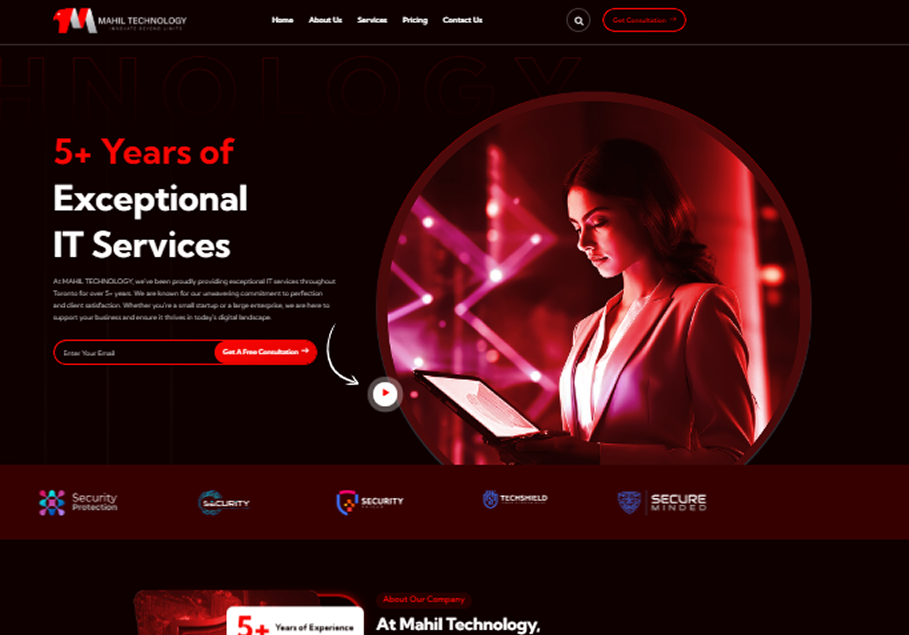 MAHIL TECHNOLOGY
INNOVATE BEYOND LIMITS
Home About Us Services Pricing Contact Us
Get Consultation
HNOLOGY
5+ Years of
Exceptional
IT Services
At MAHIL TECHNOLOGY, we've been proudly providing exceptional IT services throughout
Toronto for over 5+ years. We are known for our unwavering commitment to perfection
and client satisfaction. Whether you're a small startup or a large enterprise, we are here to
support your business and ensure it thrives in today's digital landscape.
Enter Your Email
Get A Free Consultation
Security
Protection
SECURITY
SECURITY
TECHSHIELD
SECURE
MINDED
About Our Company
5+ Years of Experience
At Mahil Technology,